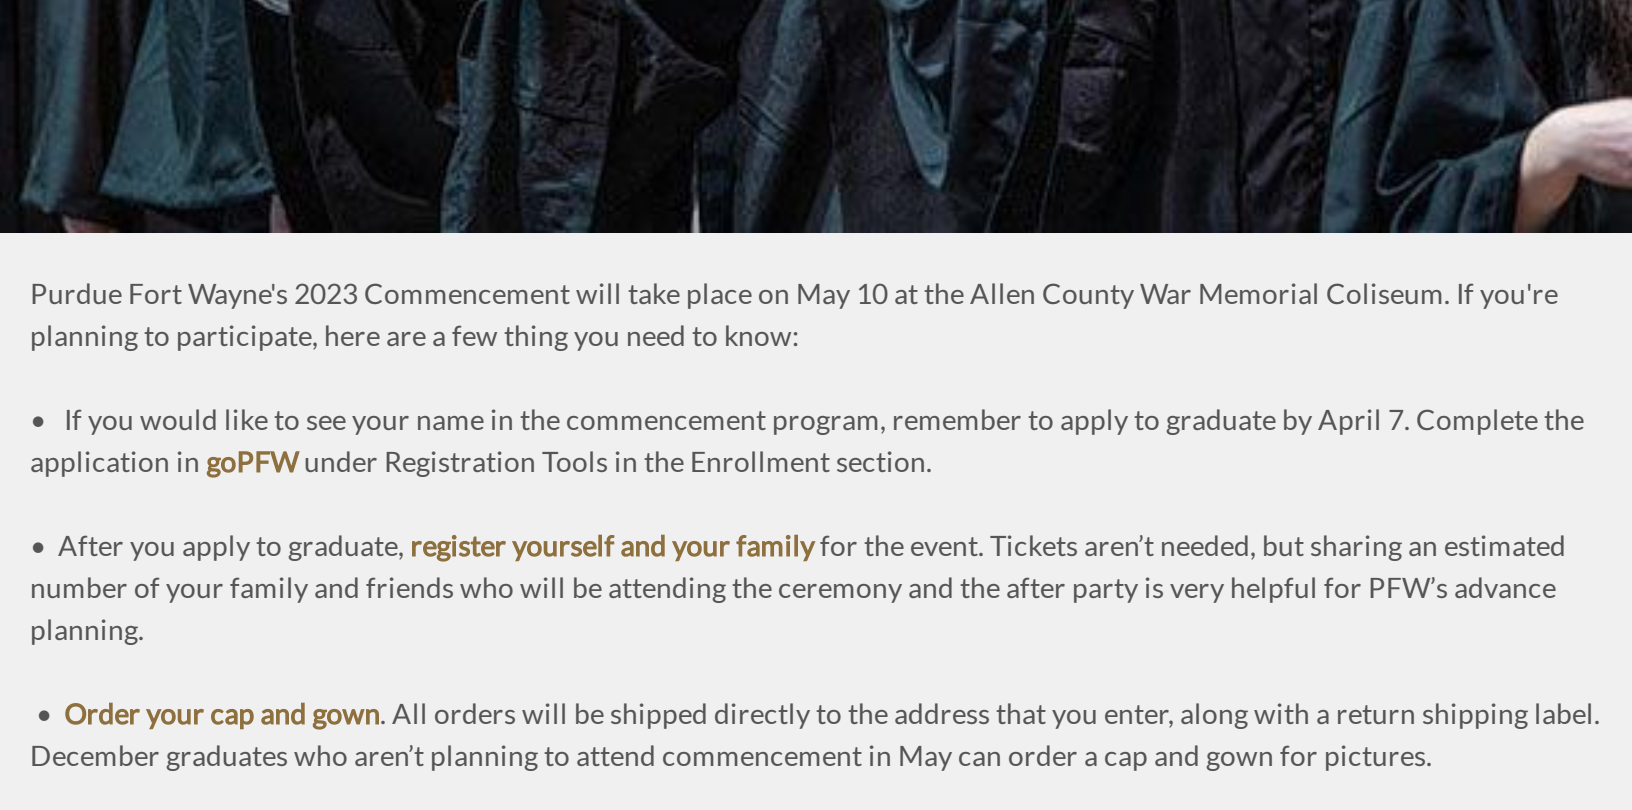 Purdue Fort Wayne's 2023 Commencement will take place on May 10 at the Allen County War Memorial Coliseum. If you're
planning to participate, here are a few thing you need to know:
• If you would like to see your name in the commencement program, remember to apply to graduate by April 7. Complete the
application in goPFW under Registration Tools in the Enrollment section.
• After you apply to graduate, register yourself and your family for the event. Tickets aren’t needed, but sharing an estimated
number of your family and friends who will be attending the ceremony and the after party is very helpful for PFW’s advance
planning.
• Order your cap and gown. All orders will be shipped directly to the address that you enter, along with a return shipping label.
December graduates who aren’t planning to attend commencement in May can order a cap and gown for pictures.